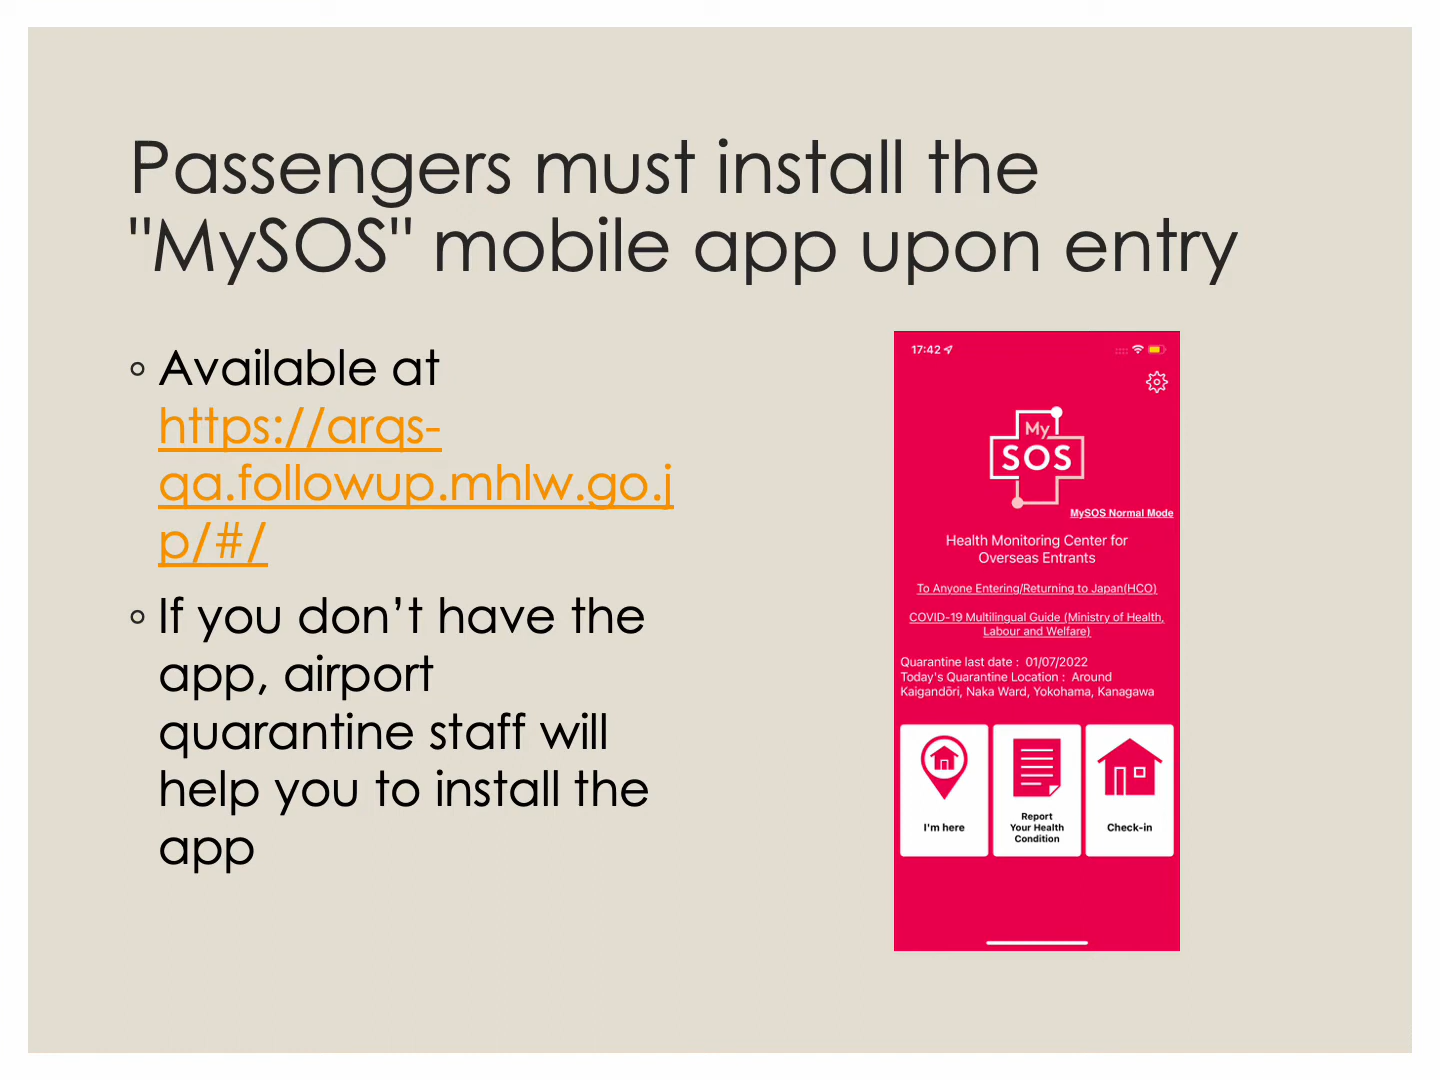 Passengers must install the
"MySOS" mobile app upon entry
◦ Available at
https://arqs-
qa.followup.mhlw.go.j
p/#/
◦ If you don’t have the
app, airport
quarantine staff will
help you to install the
app
17:42
My
SOS
MySOS Normal Mode
Health Monitoring Center for
Overseas Entrants
To Anyone Entering/Returning to Japan(HCO)
COVID-19 Multilingual Guide (Ministry of Health,
Labour and Welfare)
Quarantine last date : 01/07/2022
Today's Quarantine Location : Around
Kaigandōri, Naka Ward, Yokohama, Kanagawa
I'm here
Report
Your Health
Condition
Check-in